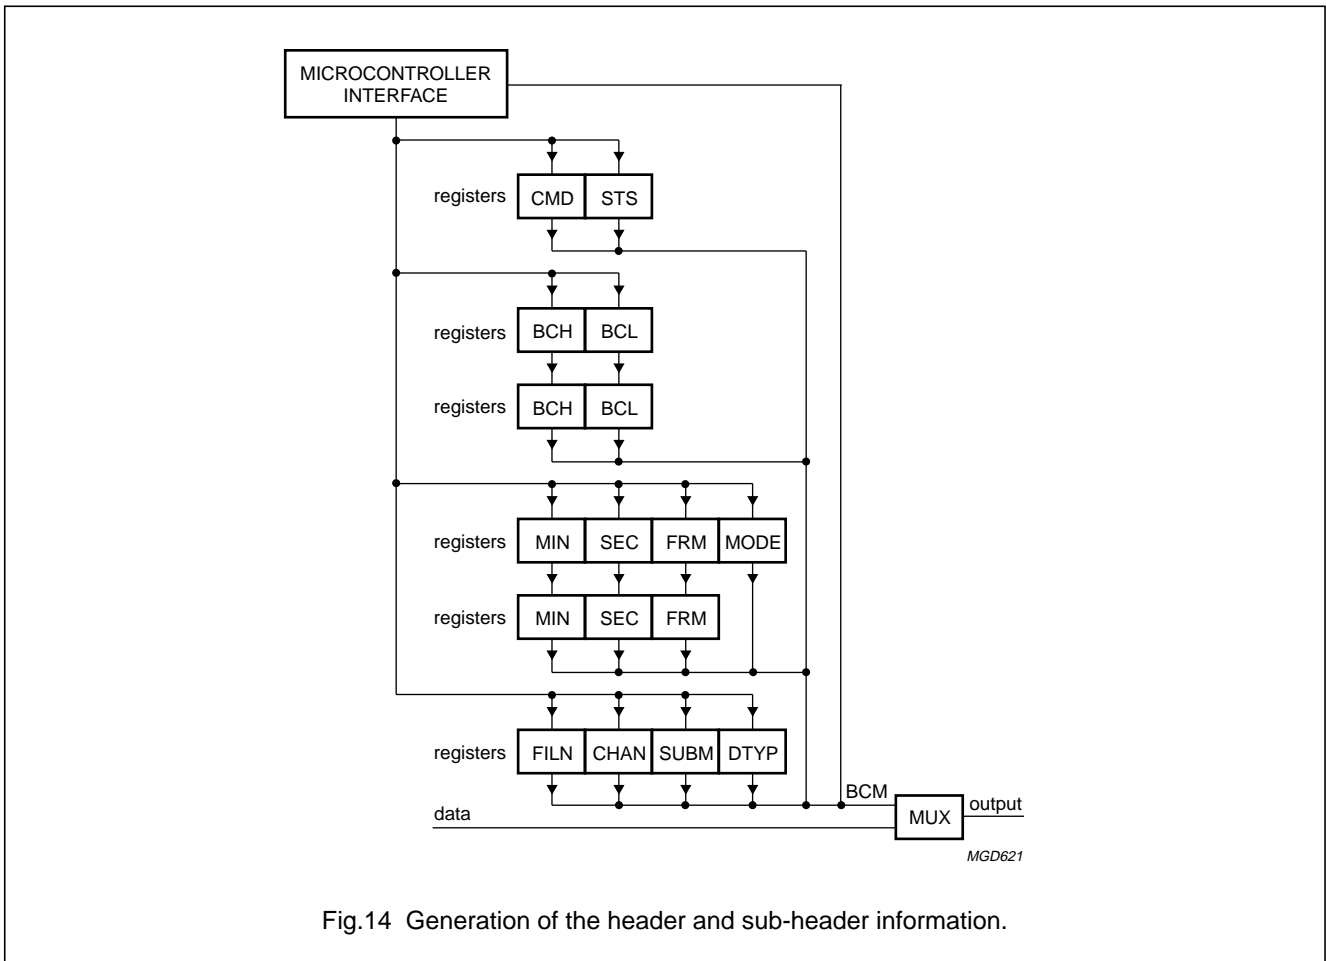 MICROCONTROLLER
INTERFACE
registers CMD STS
registers BCH BCL
registers BCH BCL
registers MIN SEC FRM MODE
registers MIN SEC FRM
registers FILN CHAN SUBM DTYP
BCM
data MUX output
MGD621
Fig.14 Generation of the header and sub-header information.